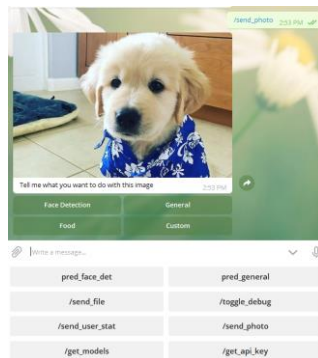 /send_photo 2:53 PM
Tell me what you want to do with this image
2:53 PM
Face Detection General
Food Custom
Write a message...
pred_face_det pred_general
/send_file /toggle_debug
/send_user_stat /send_photo
/get_models /get_api_key